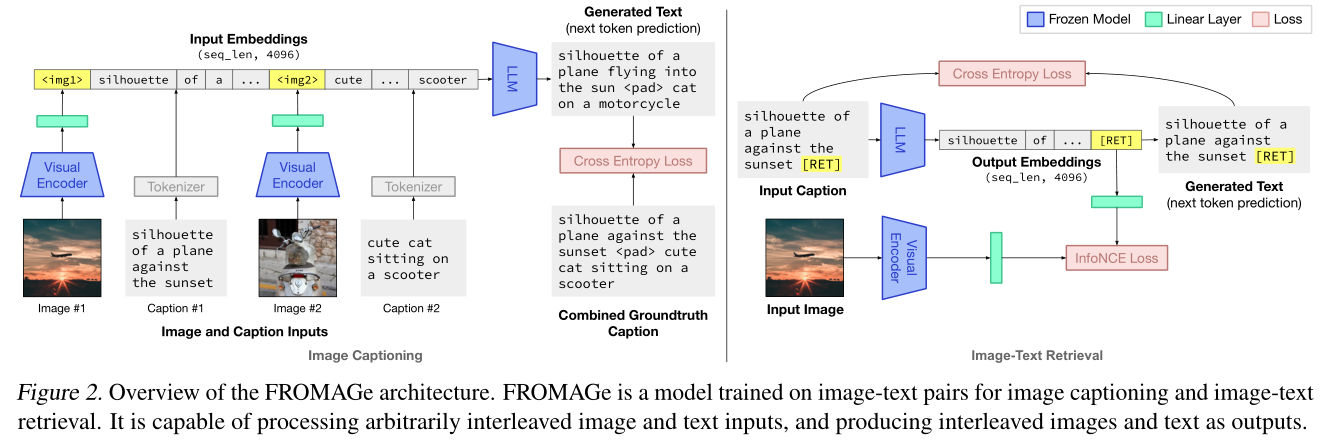 Frozen Model Linear Layer Loss
Input Embeddings
(seq_len, 4096)
<img1> silhouette of a ... <img2> cute ... scooter
LLM
Generated Text
(next token prediction)
silhouette of a
plane flying into
the sun <pad> cat
on a motorcycle
Cross Entropy Loss
Visual
Encoder
Tokenizer
Visual
Encoder
Tokenizer
silhouette
of a plane
against
the sunset
cute cat
sitting on
a scooter
silhouette of a
plane against the
sunset <pad> cute
cat sitting on a
scooter
Image #1
Caption #1
Image #2
Caption #2
Image and Caption Inputs
Combined Groundtruth
Caption
Image Captioning
Cross Entropy Loss
silhouette of
a plane
against the
sunset [RET]
Input Caption
LLM
silhouette of ... [RET]
Output Embeddings
(seq_len, 4096)
silhouette of a
plane against
the sunset [RET]
Generated Text
(next token prediction)
Visual
Encoder
InfoNCE Loss
Input Image
Image-Text Retrieval
Figure 2. Overview of the FROMAGe architecture. FROMAGe is a model trained on image-text pairs for image captioning and image-text
retrieval. It is capable of processing arbitrarily interleaved image and text inputs, and producing interleaved images and text as outputs.